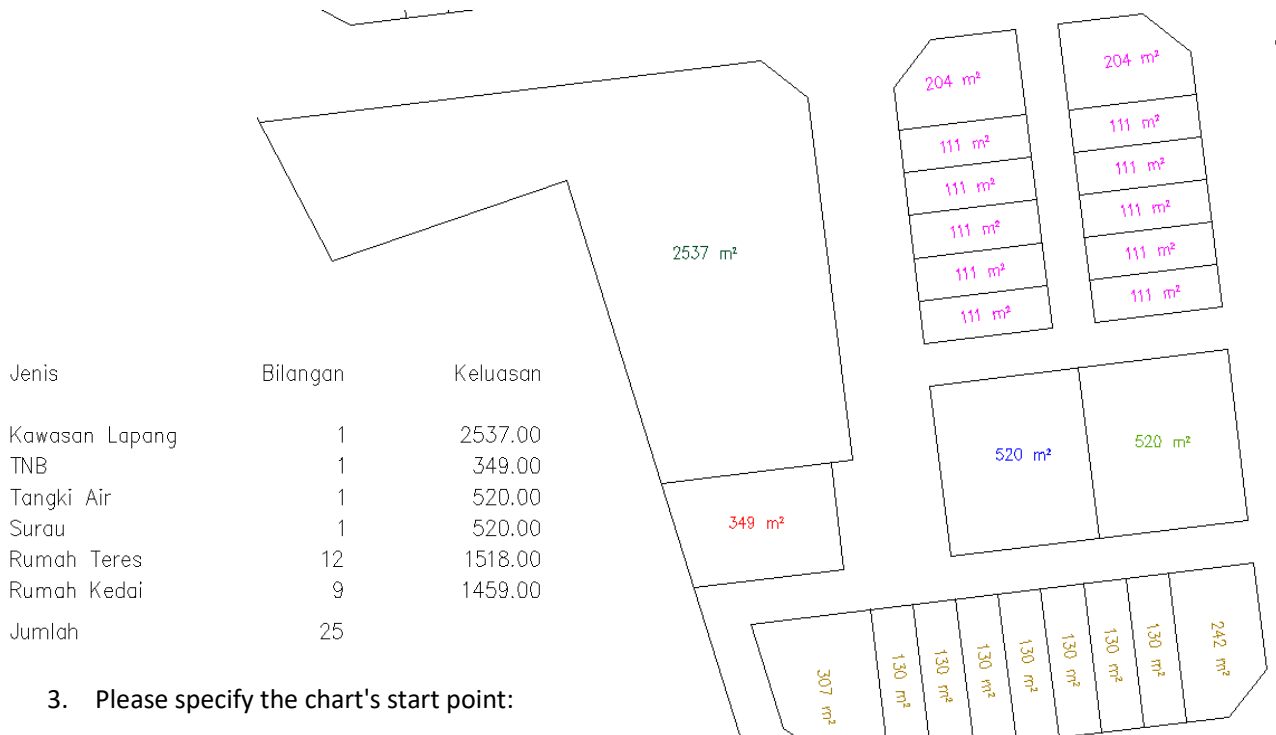 204 m²
111 m²
111 m²
111 m²
111 m²
111 m²
204 m²
111 m²
111 m²
111 m²
111 m²
111 m²
2537 m²
520 m²
520 m²
349 m²
307 m²
130 m²
130 m²
130 m²
130 m²
130 m²
130 m²
130 m²
242 m²
Jenis Bilangan Keluasan
Kawasan Lapang 1 2537.00
TNB 1 349.00
Tangki Air 1 520.00
Surau 1 520.00
Rumah Teres 12 1518.00
Rumah Kedai 9 1459.00
Jumlah 25
3. Please specify the chart's start point: